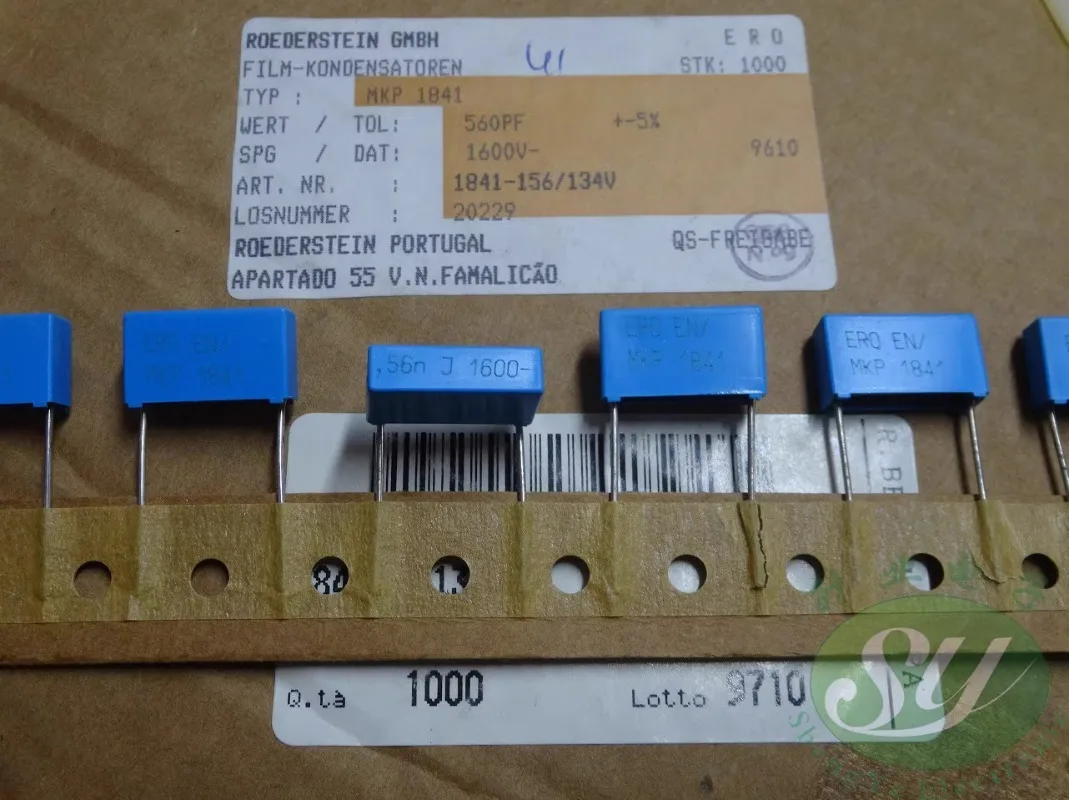 ROEDERSTEIN GMBH E R O
FILM-KONDENSATOREN STK: 1000
TYP : MKP 1841
WERT / TOL: 560PF +-5%
SPG / DAT: 1600V- 9610
ART. NR. : 1841-156/134V
LOSNUMMER : 20229
ROEDERSTEIN PORTUGAL QS-FREIGABE
APARTADO 55 V.N.FAMALICÃO
ERO EN/
MKP 1841
,56n J 1600-
ERO EN/
MKP 1841
ERO EN/
MKP 1841
Q.tà 1000 Lotto 9710
SY